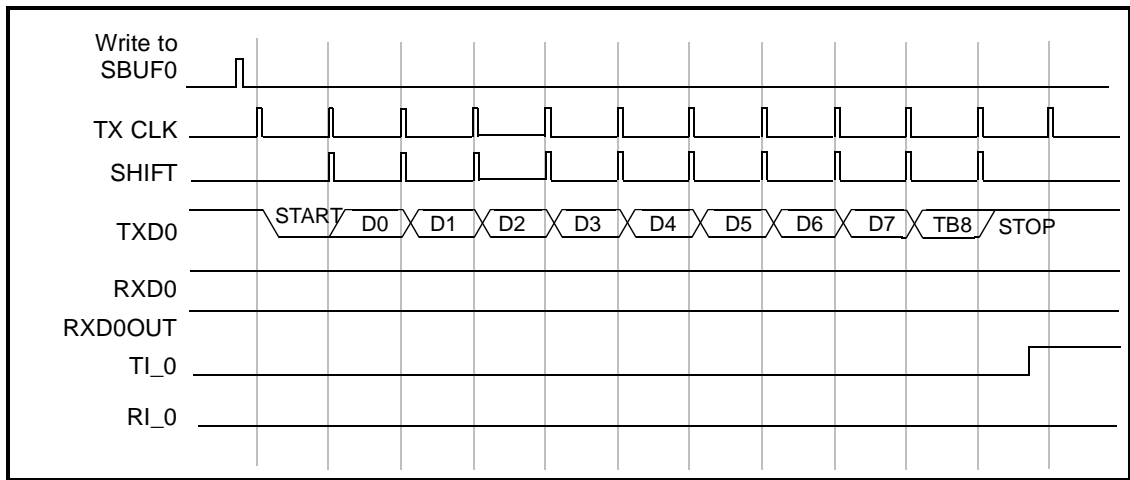 Write to
SBUF0
TX CLK
SHIFT
TXD0
START D0 D1 D2 D3 D4 D5 D6 D7 TB8 STOP
RXD0
RXD0OUT
TI_0
RI_0